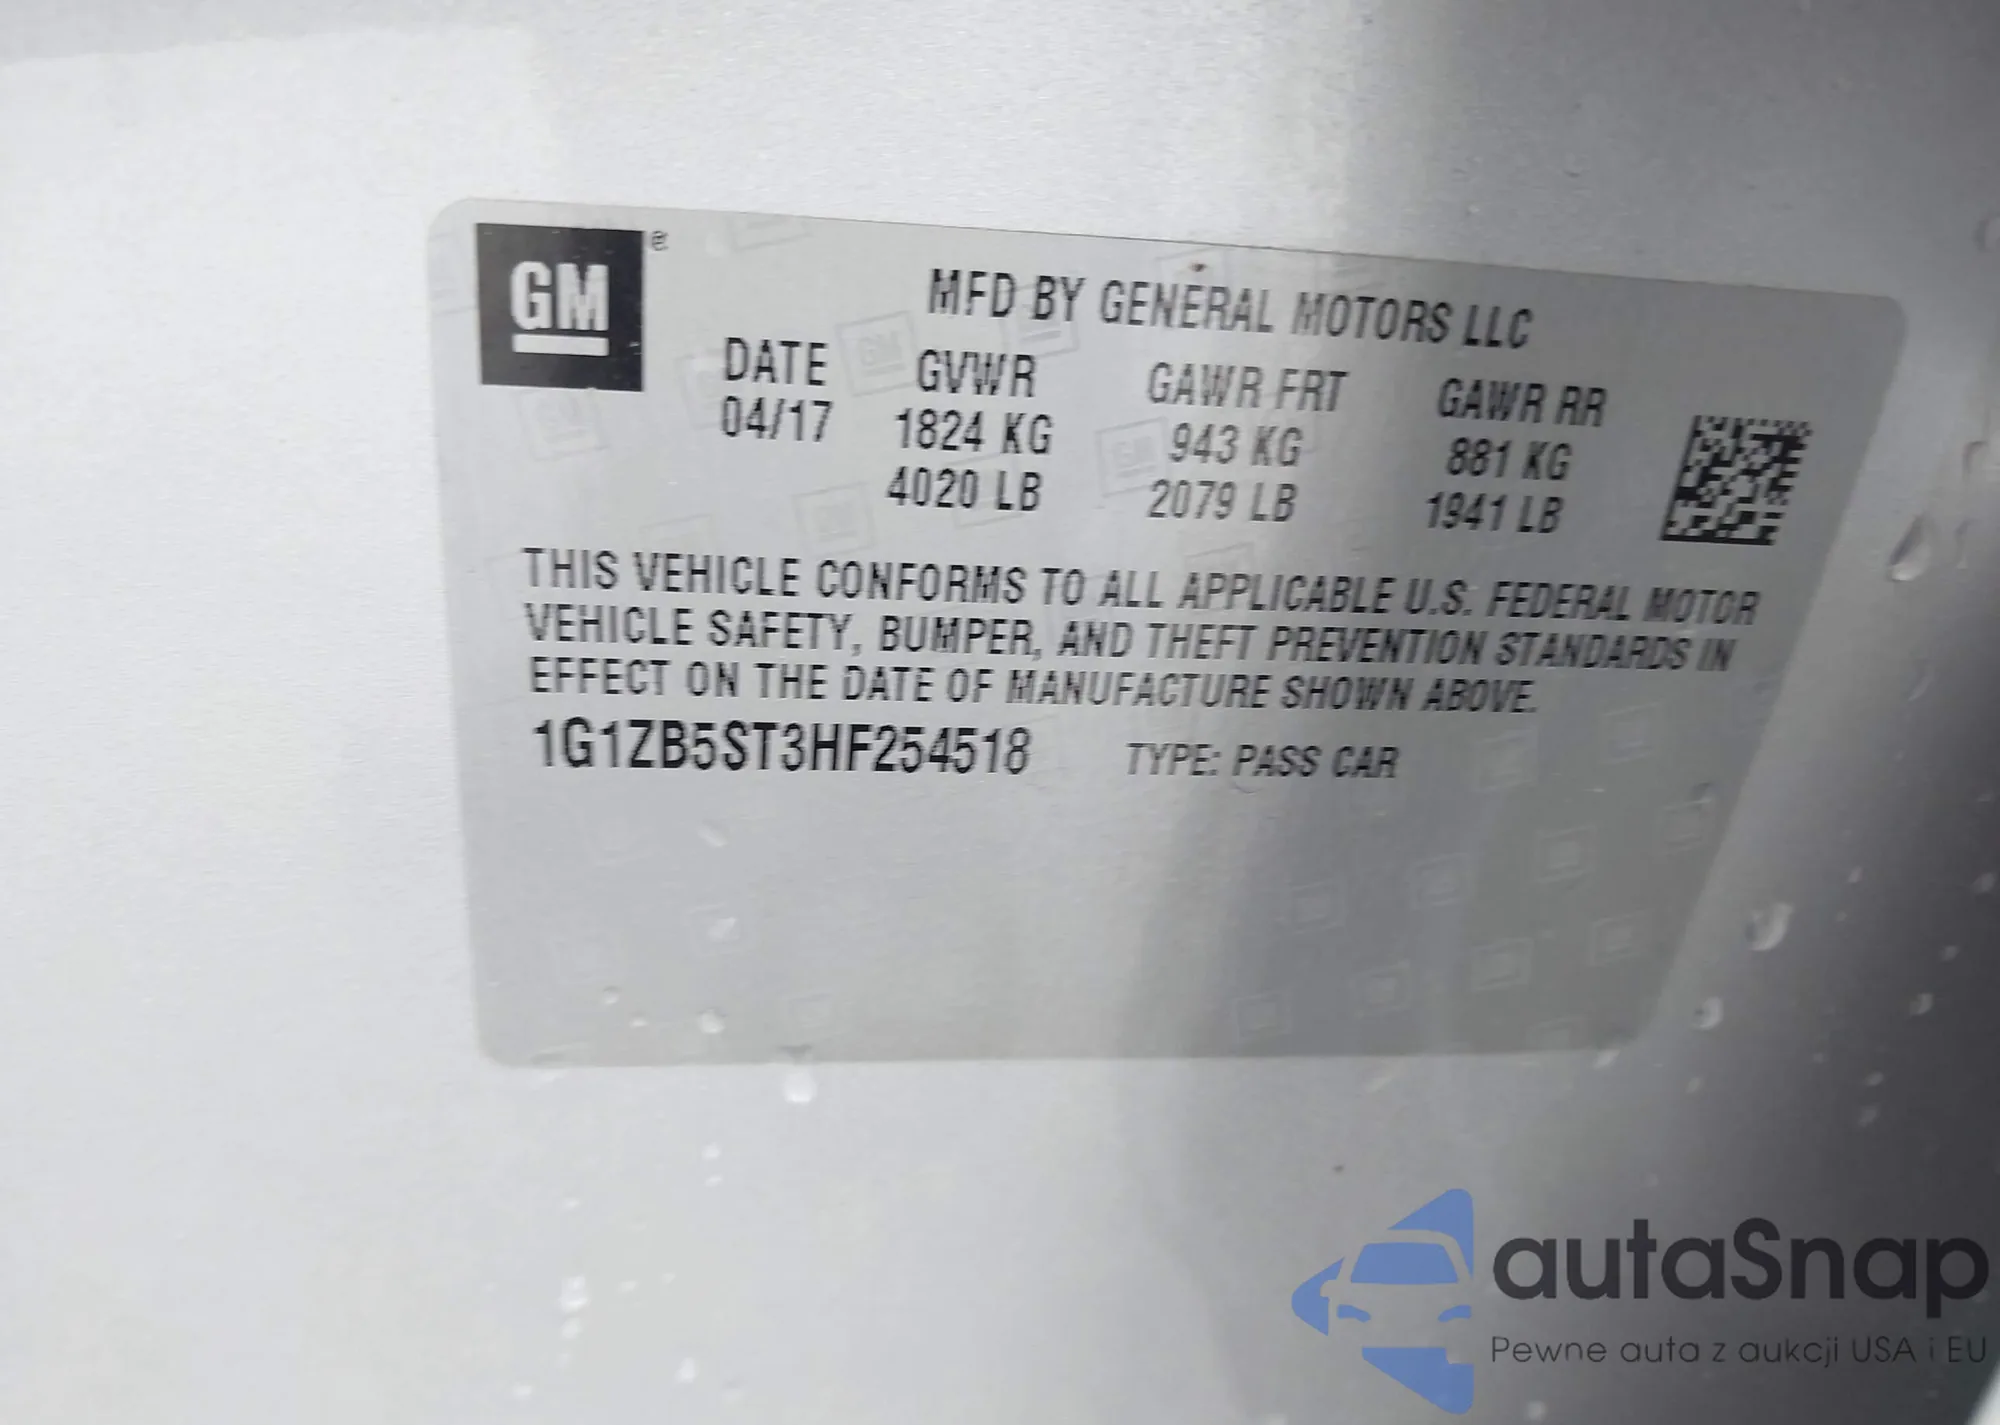 GM ®
MFD BY GENERAL MOTORS LLC
DATE GVWR GAWR FRT GAWR RR
04/17 1824 KG 943 KG 881 KG
4020 LB 2079 LB 1941 LB
THIS VEHICLE CONFORMS TO ALL APPLICABLE U.S. FEDERAL MOTOR
VEHICLE SAFETY, BUMPER, AND THEFT PREVENTION STANDARDS IN
EFFECT ON THE DATE OF MANUFACTURE SHOWN ABOVE.
1G1ZB5ST3HF254518 TYPE: PASS CAR
autaSnap
Pewne auta z aukcji USA i EU